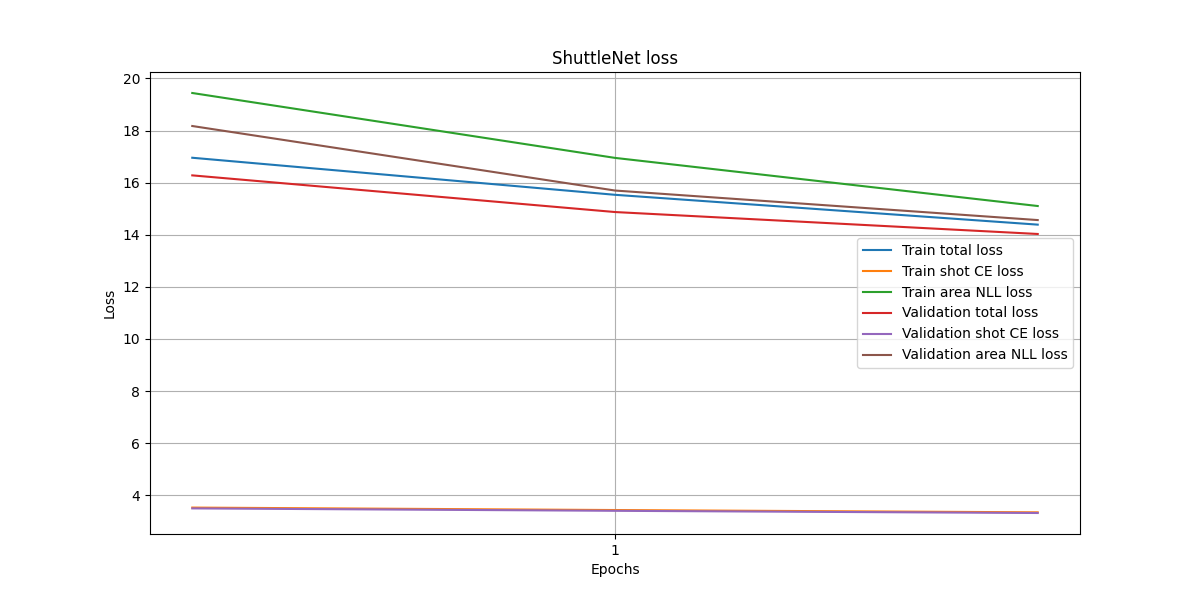 ShuttleNet loss
20
18
16
14
12
10
8
6
4
Loss
Train total loss
Train shot CE loss
Train area NLL loss
Validation total loss
Validation shot CE loss
Validation area NLL loss
1
Epochs